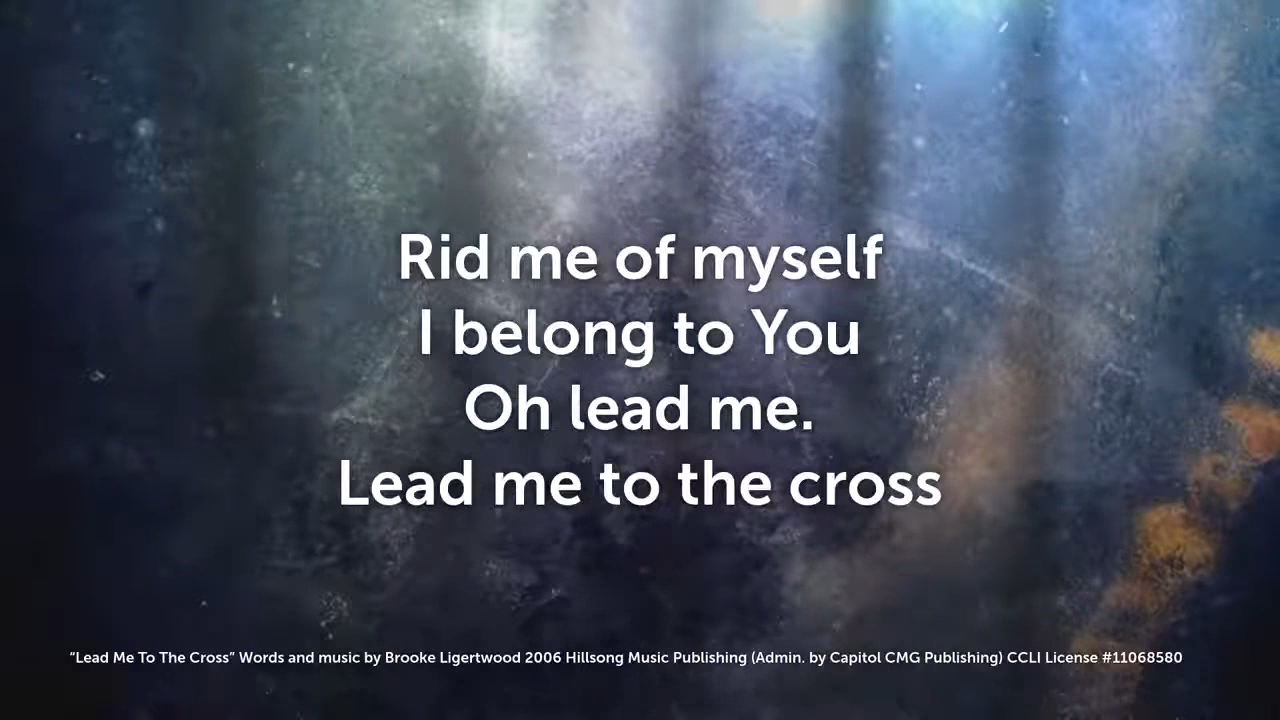 Rid me of myself
I belong to You
Oh lead me.
Lead me to the cross
“Lead Me To The Cross” Words and music by Brooke Ligertwood 2006 Hillsong Music Publishing (Admin. by Capitol CMG Publishing) CCLI License #11068580